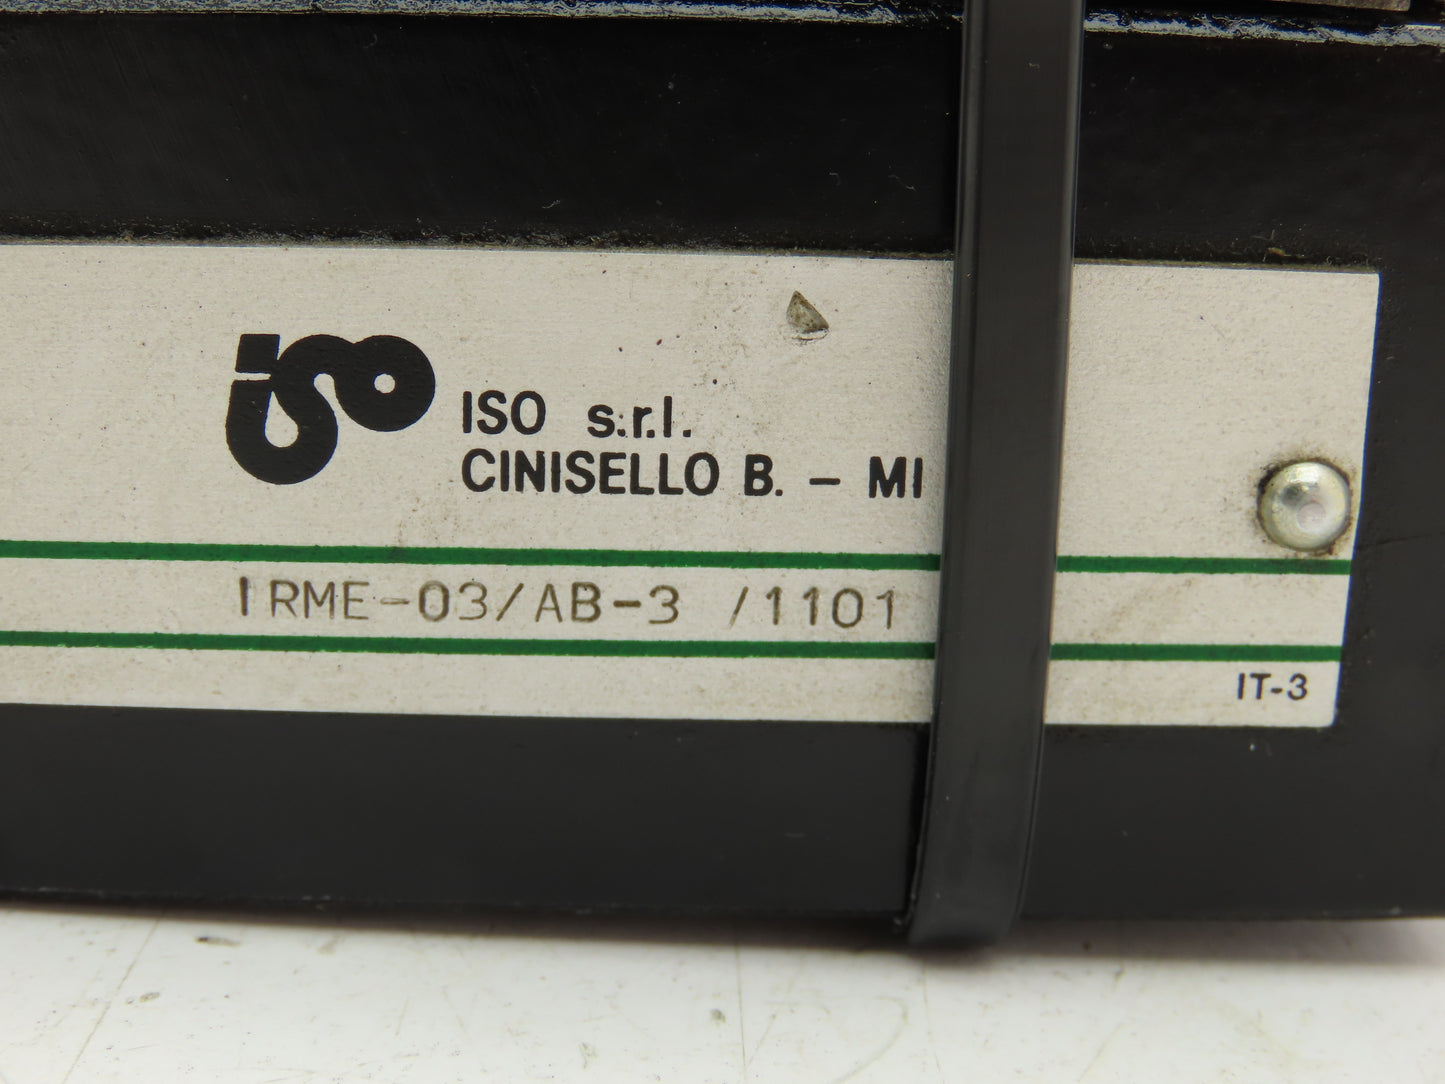 iso
ISO s.r.l.
CINISELLO B. - MI
IRME-03/AB-3 /1101
IT-3